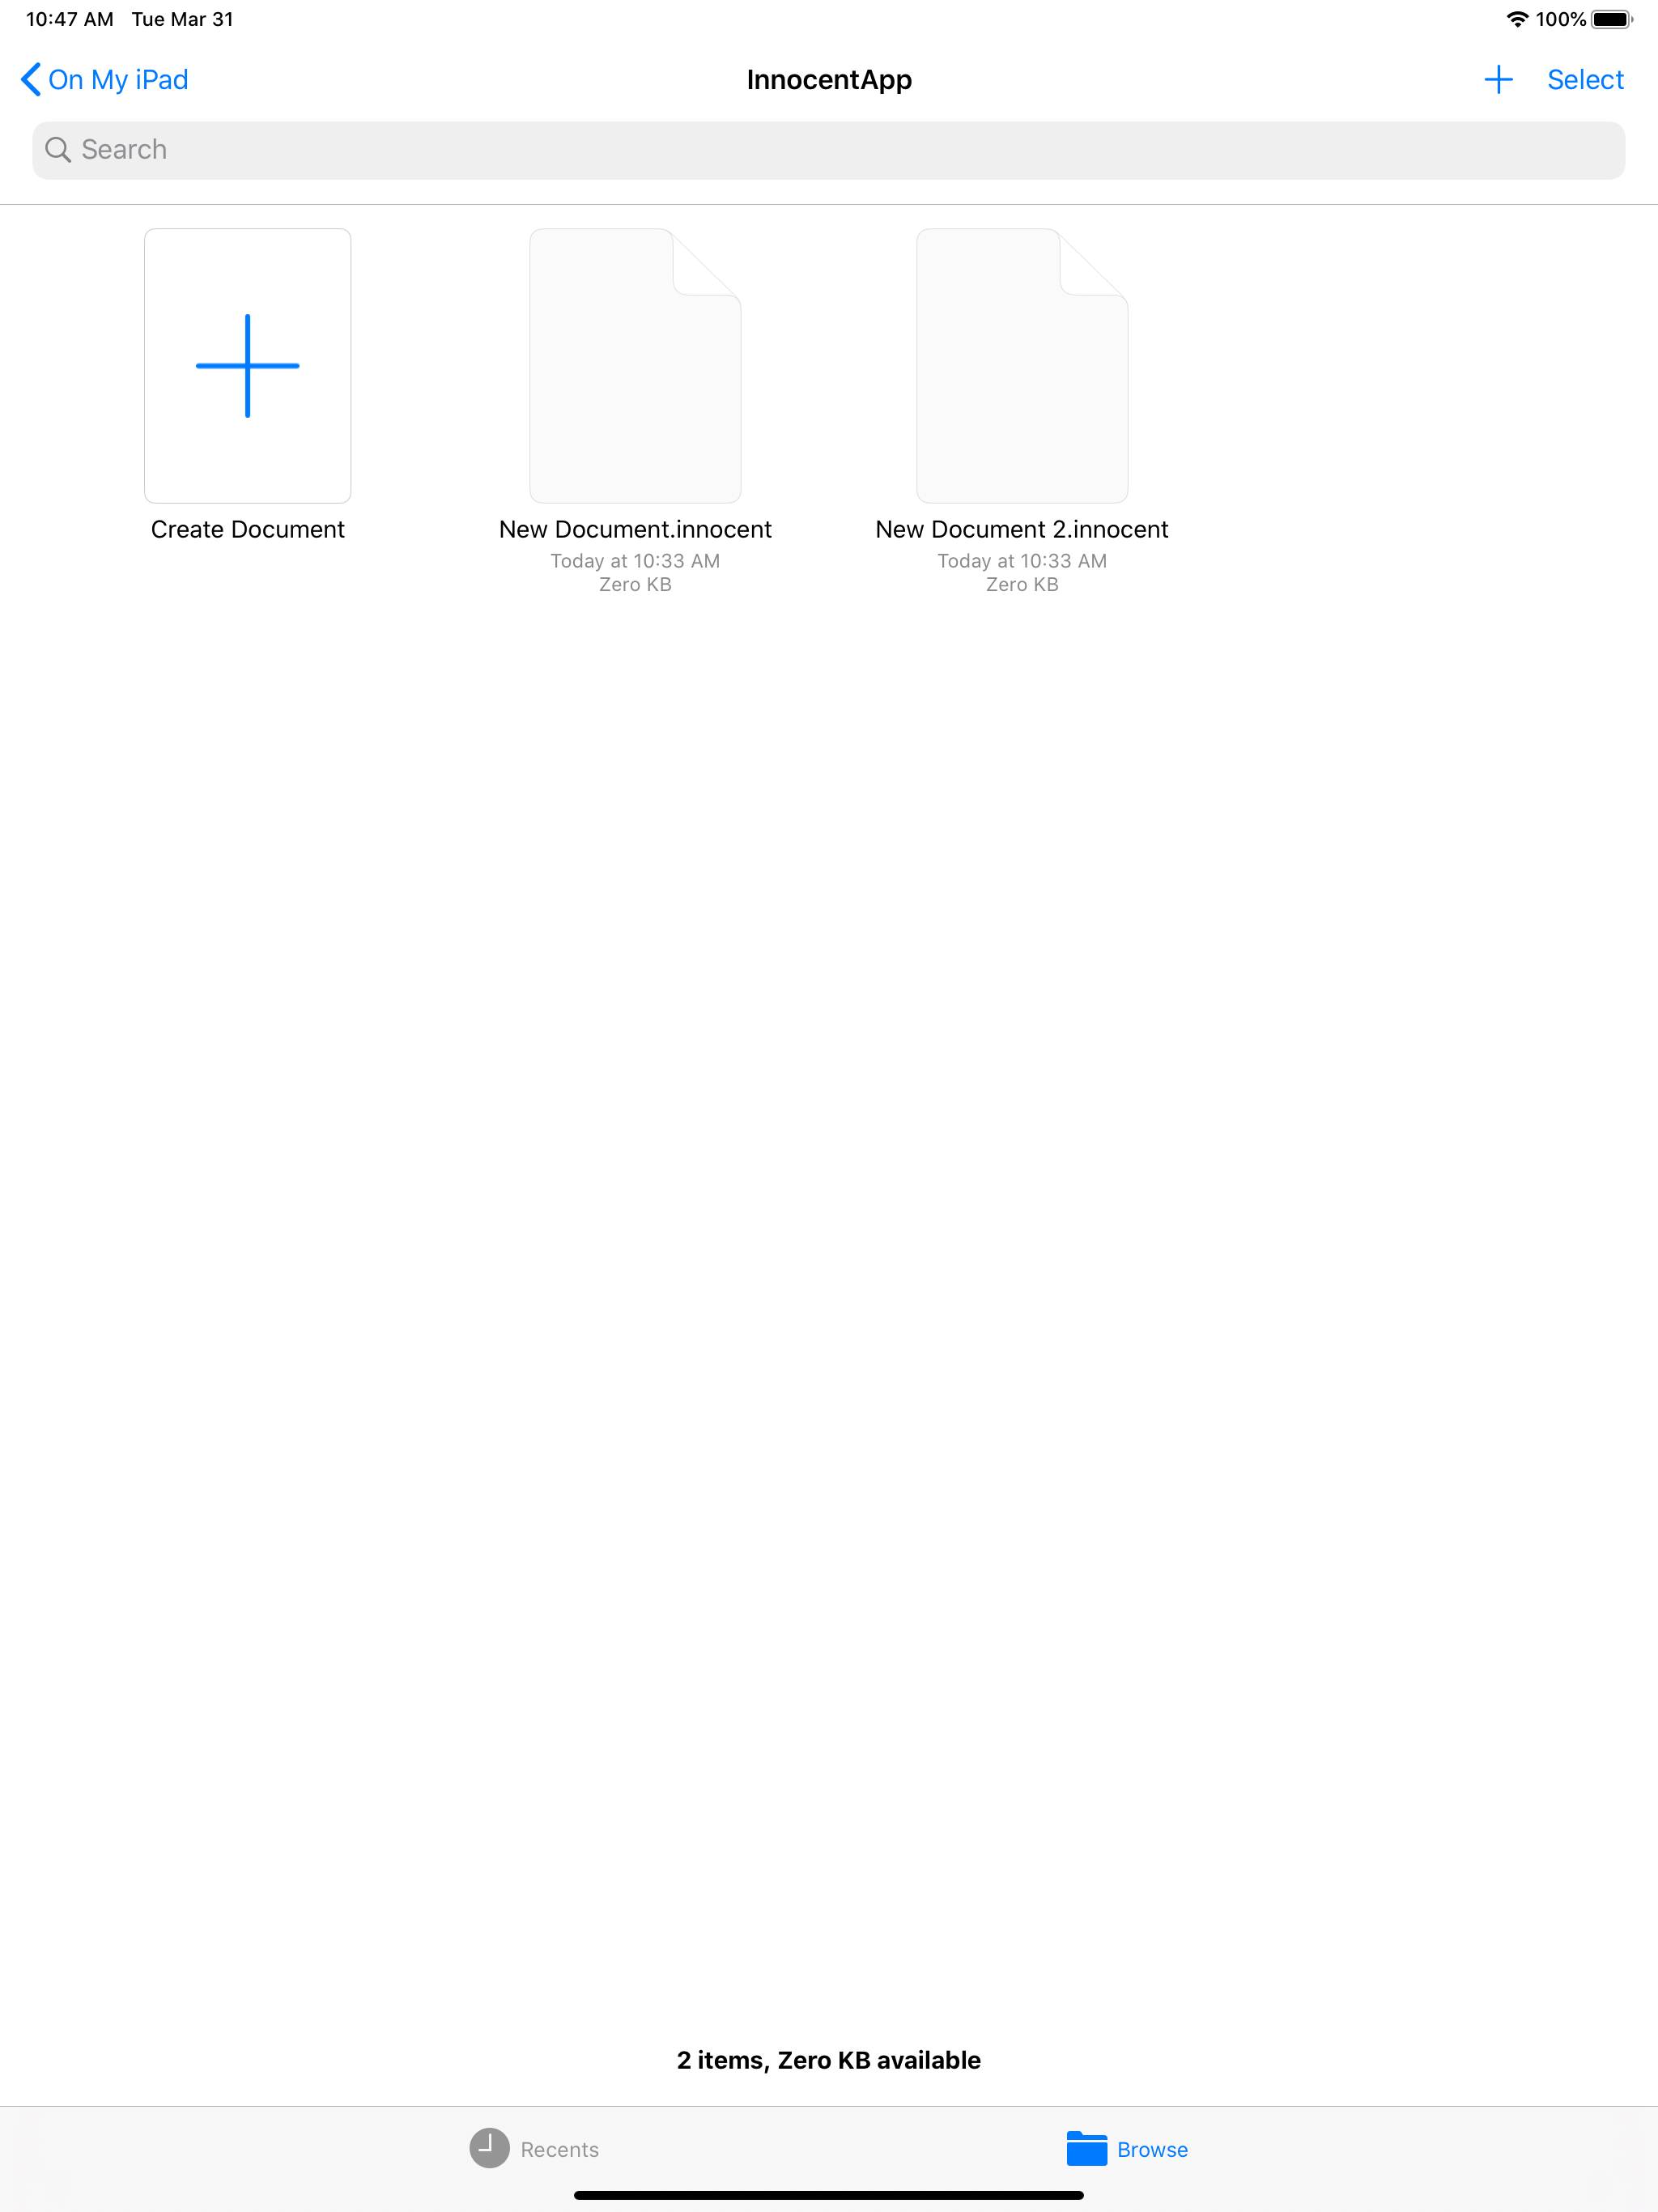 10:47 AM Tue Mar 31 100%
On My iPad InnocentApp Select
Search
Create Document New Document.innocent New Document 2.innocent
Today at 10:33 AM Today at 10:33 AM
Zero KB Zero KB
2 items, Zero KB available
Recents Browse